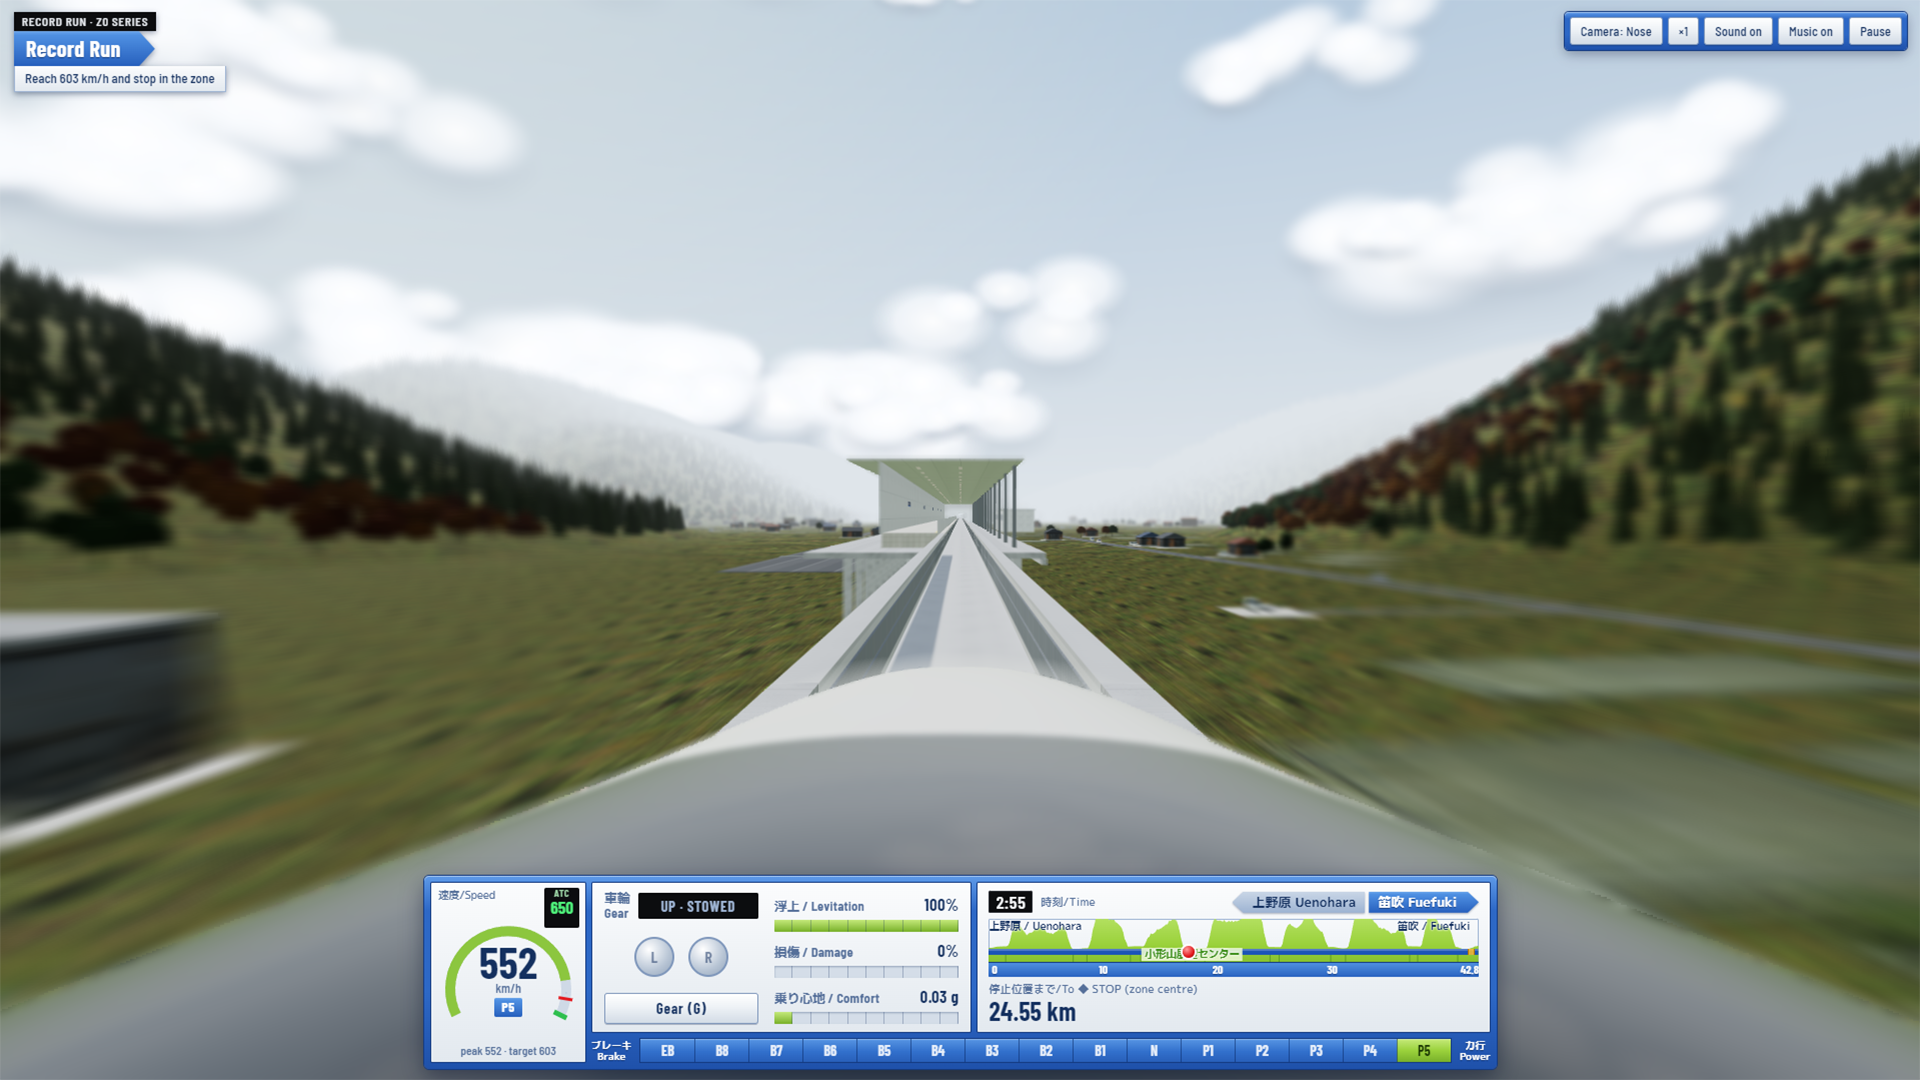 RECORD RUN · Z0 SERIES
Record Run
Reach 603 km/h and stop in the zone
Camera: Nose
×1
Sound on
Music on
Pause
速度/Speed
ATC
650
552
km/h
P5
peak 552 · target 603
車輪
Gear
UP · STOWED
L
R
Gear (G)
浮上 / Levitation
100%
損傷 / Damage
0%
乗り心地 / Comfort
0.03 g
2:55
時刻/Time
上野原 Uenohara
笛吹 Fuefuki
上野原 / Uenohara
笛吹 / Fuefuki
小形山
センター
0
10
20
30
42.8
停止位置まで/To ◆ STOP (zone centre)
24.55 km
ブレーキ
Brake
EB
B8
B7
B6
B5
B4
B3
B2
B1
N
P1
P2
P3
P4
P5
力行
Power